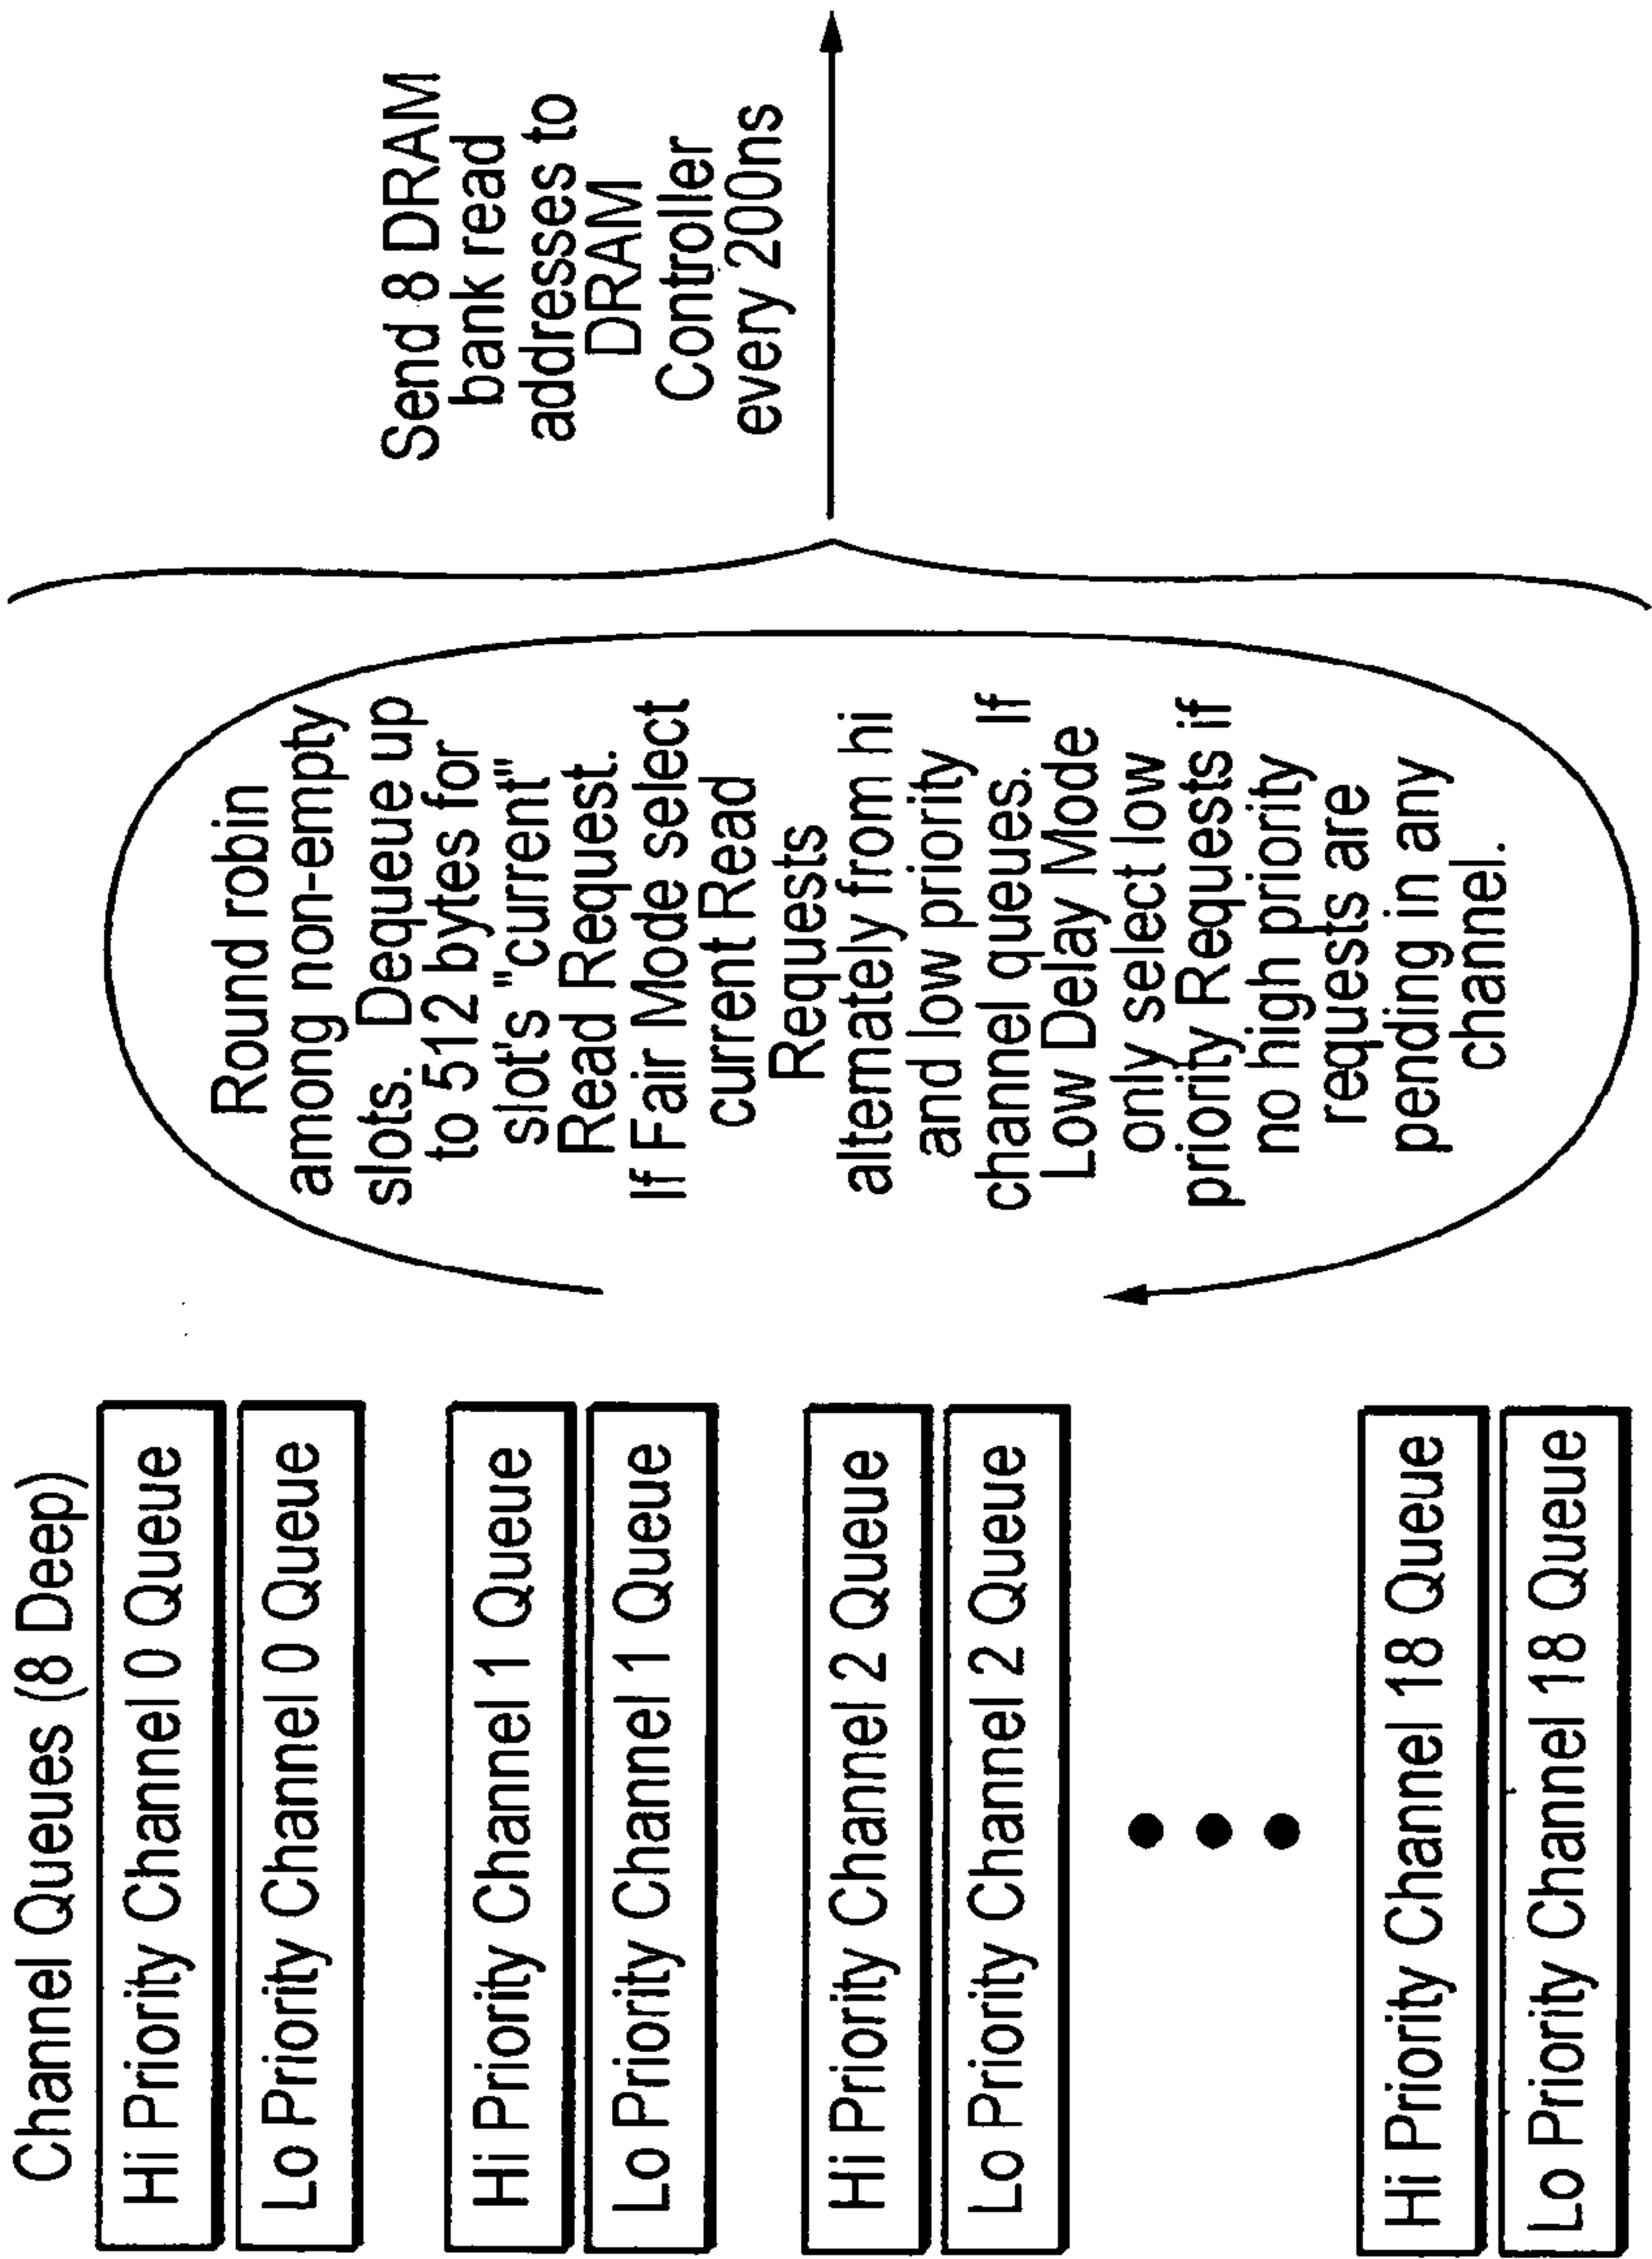 Channel Queues (8 Deep)
Hi Priority Channel 0 Queue
Lo Priority Channel 0 Queue
Hi Priority Channel 1 Queue
Lo Priority Channel 1 Queue
Hi Priority Channel 2 Queue
Lo Priority Channel 2 Queue
Hi Priority Channel 18 Queue
Lo Priority Channel 18 Queue
Round robin
among non-empty
slots. Dequeue up
to 512 bytes for
slot's "current"
Read Request.
If Fair Mode select
current Read
Requests
alternately from hi
and low priority
channel queues. If
Low Delay Mode
only select low
priority Requests if
no high priority
requests are
pending in any
channel.
Send 8 DRAM
bank read
addresses to
DRAM
Controller
every 200ns